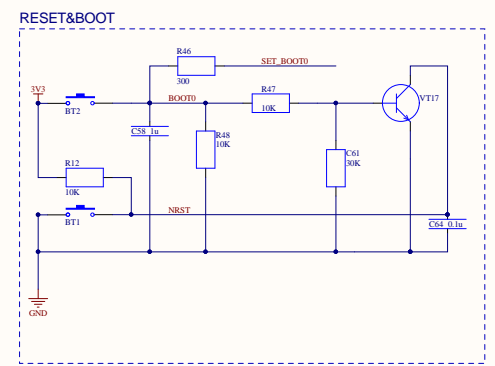 RESET&BOOT
R46
SET_BOOT0
300
3V3
BOOT0
R47
VT17
BT2
10K
C58 1u
R48
10K
C61
30K
R12
10K
NRST
BT1
C64 0.1u
GND